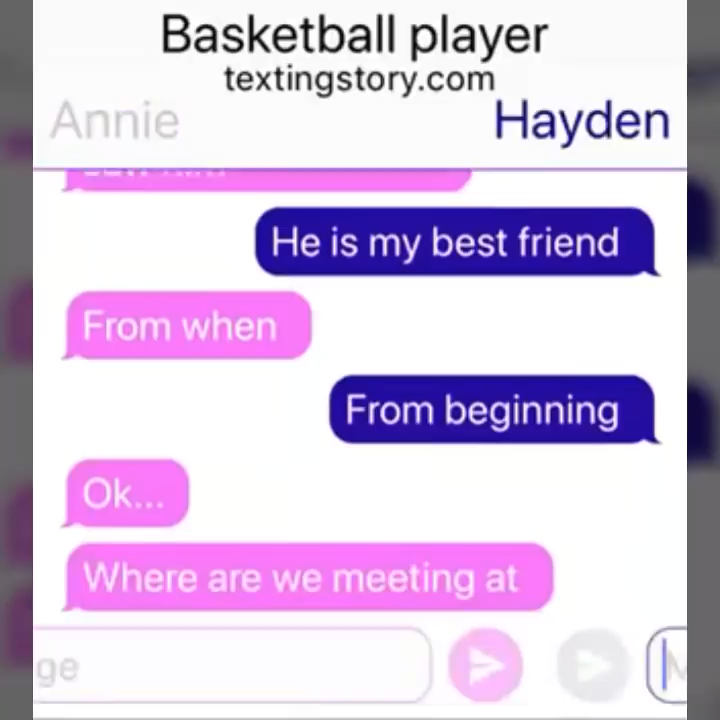 Basketball player
textingstory.com
Annie
Hayden
He is my best friend
From when
From beginning
Ok...
Where are we meeting at
ge
M